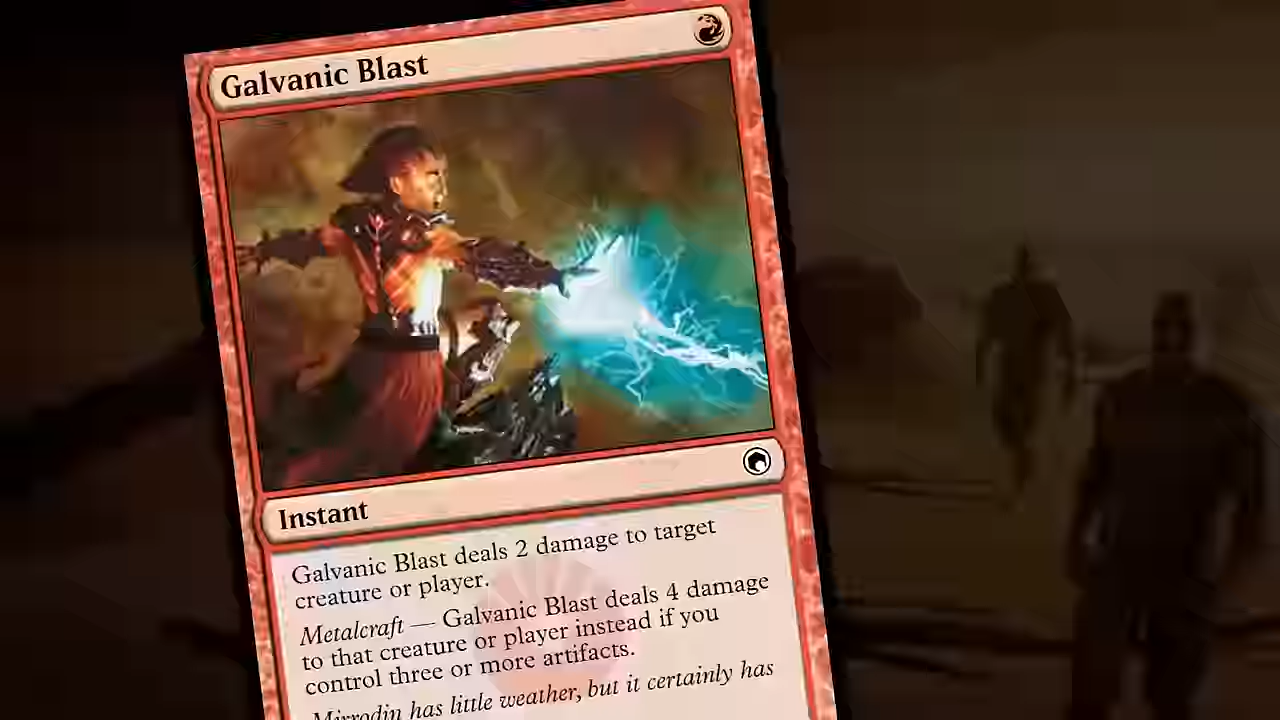 Galvanic Blast
Instant
Galvanic Blast deals 2 damage to target
creature or player.
Metalcraft — Galvanic Blast deals 4 damage
to that creature or player instead if you
control three or more artifacts.
Mirrodin has little weather, but it certainly has